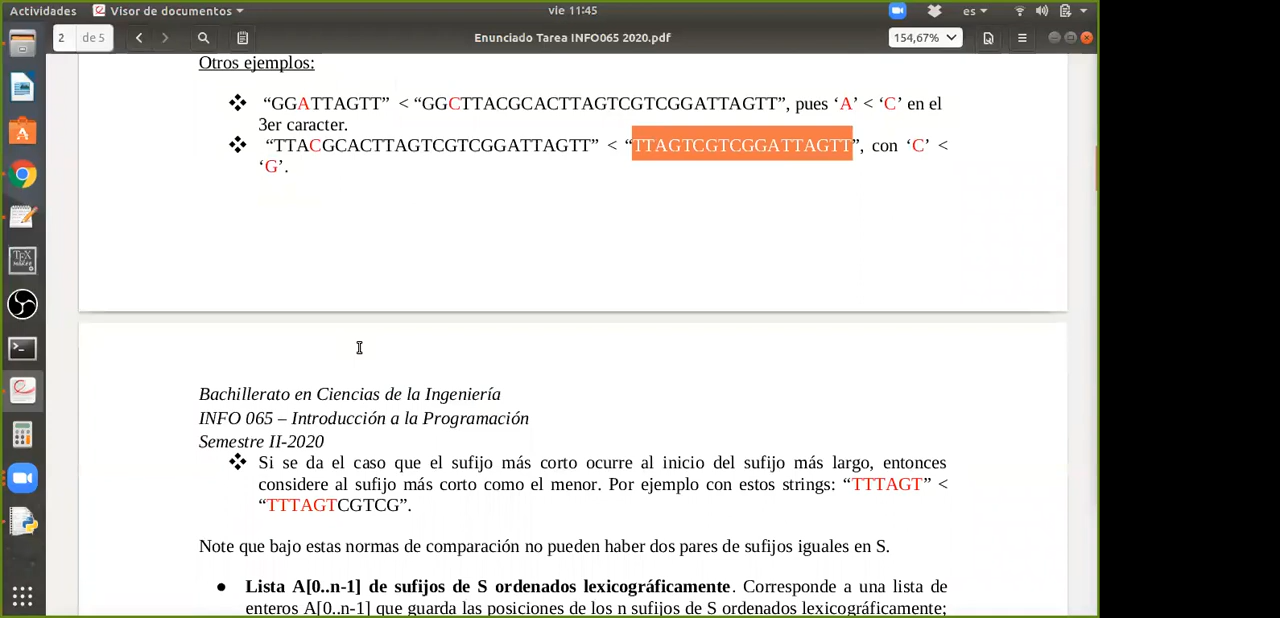 Actividades Visor de documentos vie 11:45 es
2 de 5 Enunciado Tarea INFO065 2020.pdf 154,67%
Otros ejemplos:
❖ “GGATTAGTT” < “GGCTTACGCACTTAGTCGTCGGATTAGTT”, pues ‘A’ < ‘C’ en el
3er caracter.
❖ “TTACGCACTTAGTCGTCGGATTAGTT” < “TTAGTCGTCGGATTAGTT”, con ‘C’ <
‘G’.
Bachillerato en Ciencias de la Ingeniería
INFO 065 – Introducción a la Programación
Semestre II-2020
❖ Si se da el caso que el sufijo más corto ocurre al inicio del sufijo más largo, entonces
considere al sufijo más corto como el menor. Por ejemplo con estos strings: “TTTAGT” <
“TTTAGTCGTCG”.
Note que bajo estas normas de comparación no pueden haber dos pares de sufijos iguales en S.
● Lista A[0..n-1] de sufijos de S ordenados lexicográficamente. Corresponde a una lista de
enteros A[0..n-1] que guarda las posiciones de los n sufijos de S ordenados lexicográficamente;